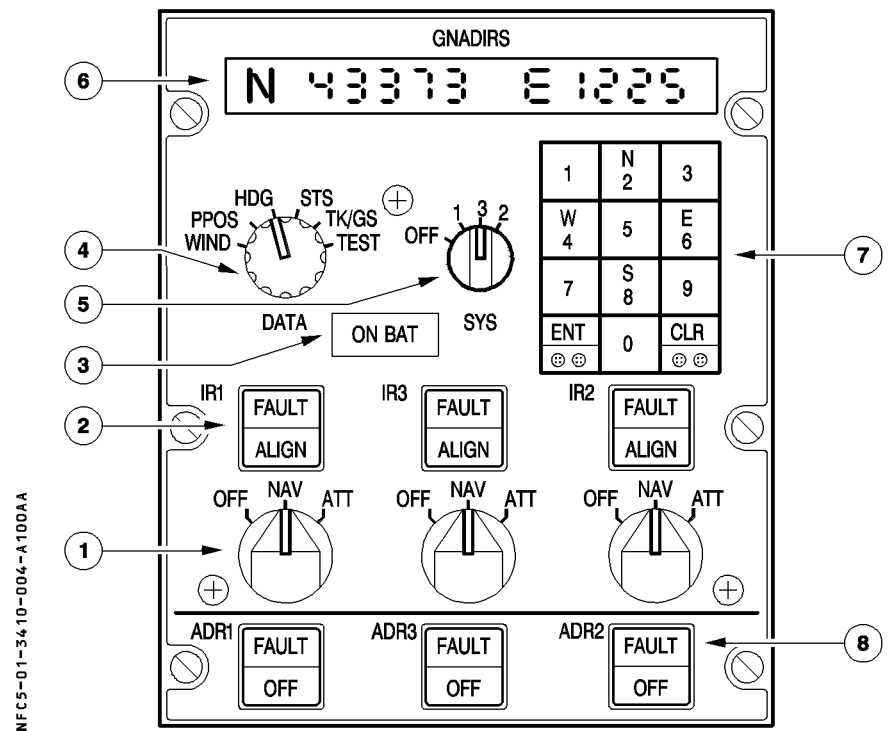 GNADIRS
6
N 43373 E1225
1 N 2 3
HDG STS
1 3 2
PPOS TK/GS
W 4 5 E 6
WIND TEST
OFF
4
7
5
7 S 8 9
DATA ON BAT SYS
ENT 0 CLR
3
IR1 IR3 IR2
FAULT FAULT FAULT
2
ALIGN ALIGN ALIGN
OFF NAV ATT OFF NAV ATT OFF NAV ATT
1
ADR1 ADR3 ADR2
FAULT FAULT FAULT
8
OFF OFF OFF
NFC5-01-3410-004-A100AA